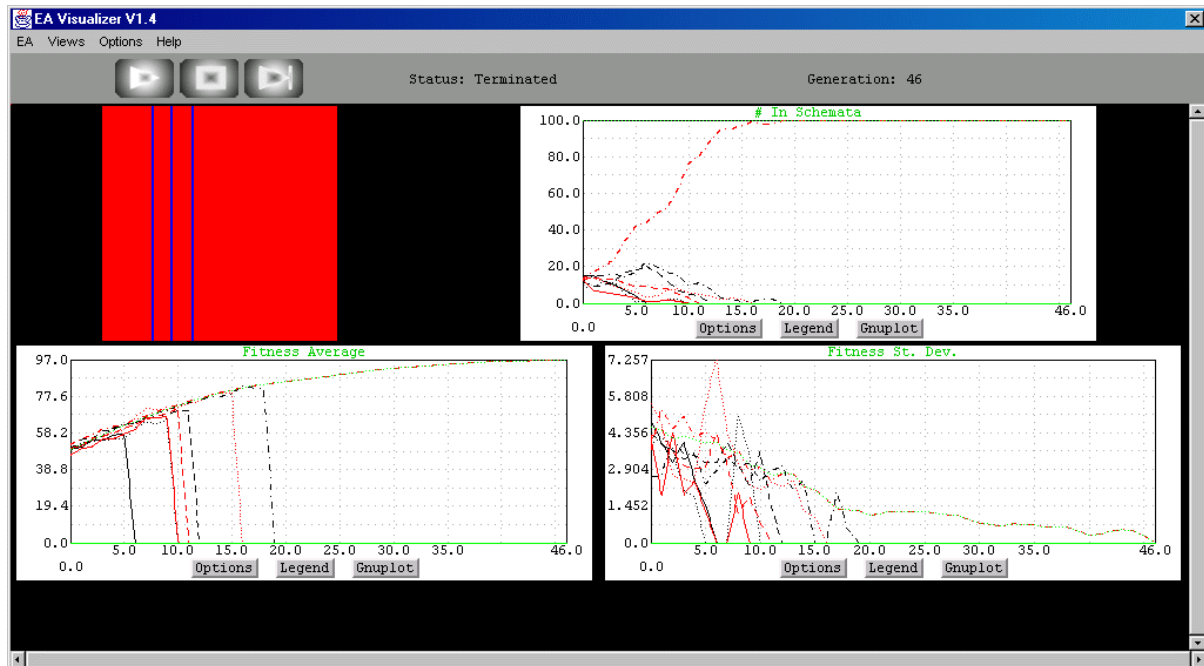 EA Visualizer V1.4
EA Views Options Help
Status: Terminated Generation: 46
# In Schemata
100.0
80.0
60.0
40.0
20.0
0.0
5.0 10.0 15.0 20.0 25.0 30.0 35.0 46.0
0.0
Options Legend Gnuplot
Fitness Average
97.0
77.6
58.2
38.8
19.4
0.0
5.0 10.0 15.0 20.0 25.0 30.0 35.0 46.0
0.0
Options Legend Gnuplot
Fitness St. Dev.
7.257
5.808
4.356
2.904
1.452
0.0
5.0 10.0 15.0 20.0 25.0 30.0 35.0 46.0
0.0
Options Legend Gnuplot